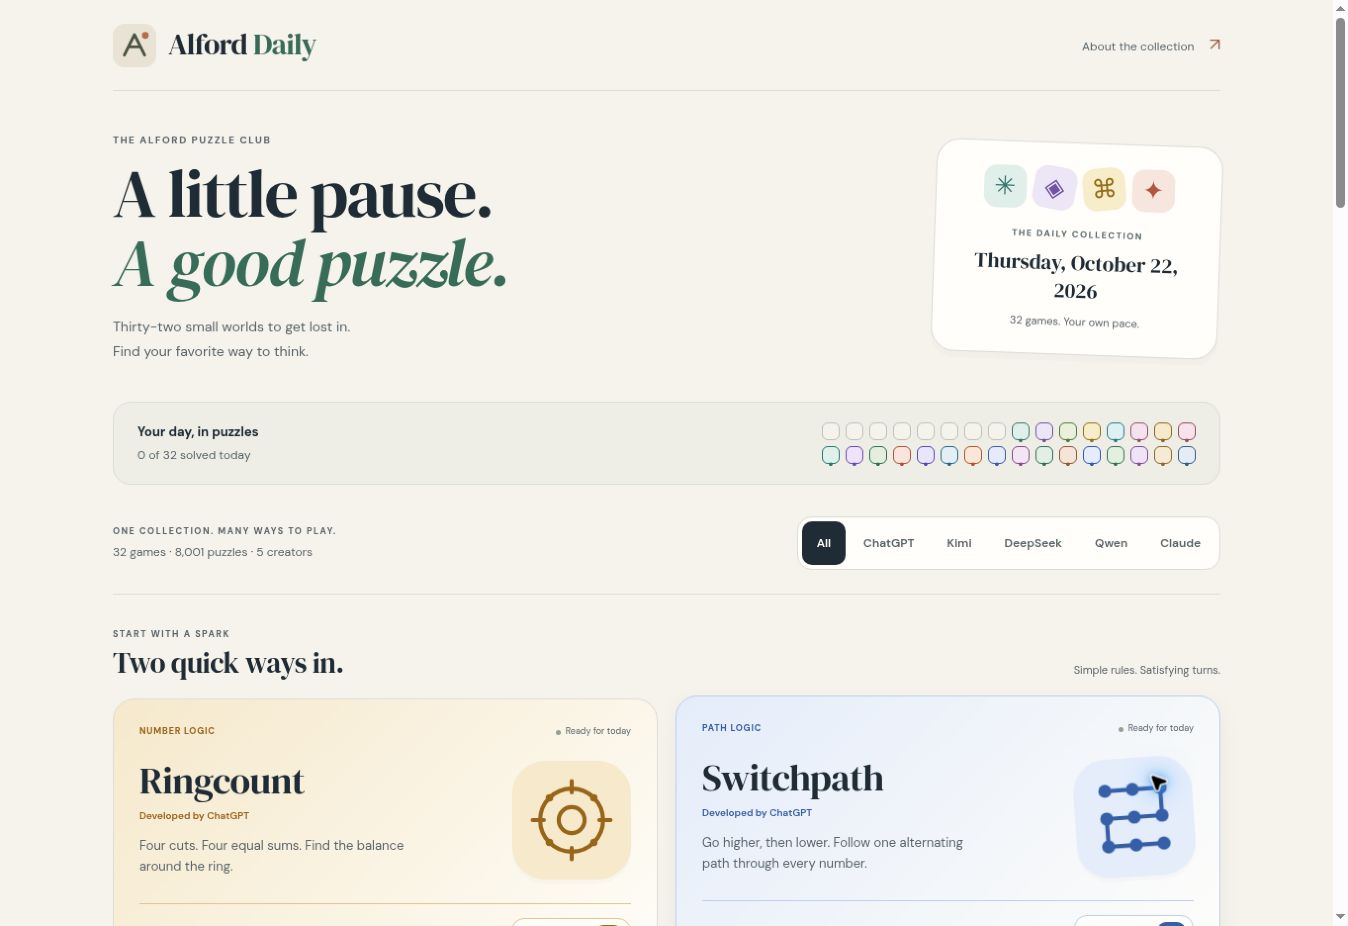 Alford Daily
About the collection
THE ALFORD PUZZLE CLUB
A little pause.
A good puzzle.
Thirty-two small worlds to get lost in.
Find your favorite way to think.
THE DAILY COLLECTION
Thursday, October 22,
2026
32 games. Your own pace.
Your day, in puzzles
0 of 32 solved today
ONE COLLECTION. MANY WAYS TO PLAY.
32 games · 8,001 puzzles · 5 creators
All
ChatGPT
Kimi
DeepSeek
Qwen
Claude
START WITH A SPARK
Two quick ways in.
Simple rules. Satisfying turns.
NUMBER LOGIC
Ready for today
Ringcount
Developed by ChatGPT
Four cuts. Four equal sums. Find the balance
around the ring.
PATH LOGIC
Ready for today
Switchpath
Developed by ChatGPT
Go higher, then lower. Follow one alternating
path through every number.